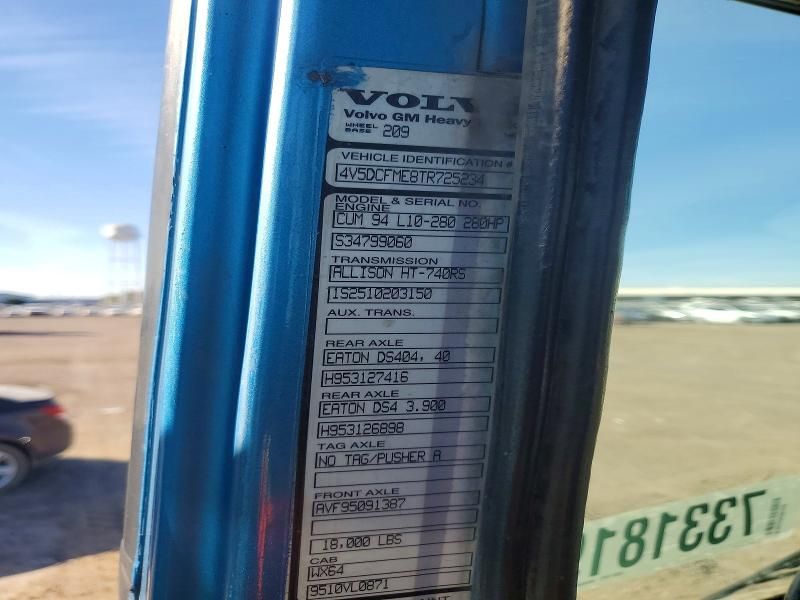 VOLV
Volvo GM Heavy
WHEEL
BASE 209
VEHICLE IDENTIFICATION #
4V5DCFME8TR725234
MODEL & SERIAL NO.
ENGINE
CUM 94 L10-280 280HP
S34799060
TRANSMISSION
ALLISON HT-740RS
1S2510203150
AUX. TRANS.
REAR AXLE
EATON DS404, 40
H953127416
REAR AXLE
EATON DS4 3.900
H953126898
TAG AXLE
NO TAG/PUSHER A
FRONT AXLE
AVF95091387
18,000 LBS
CAB
WX64
9510VL0871
7331819